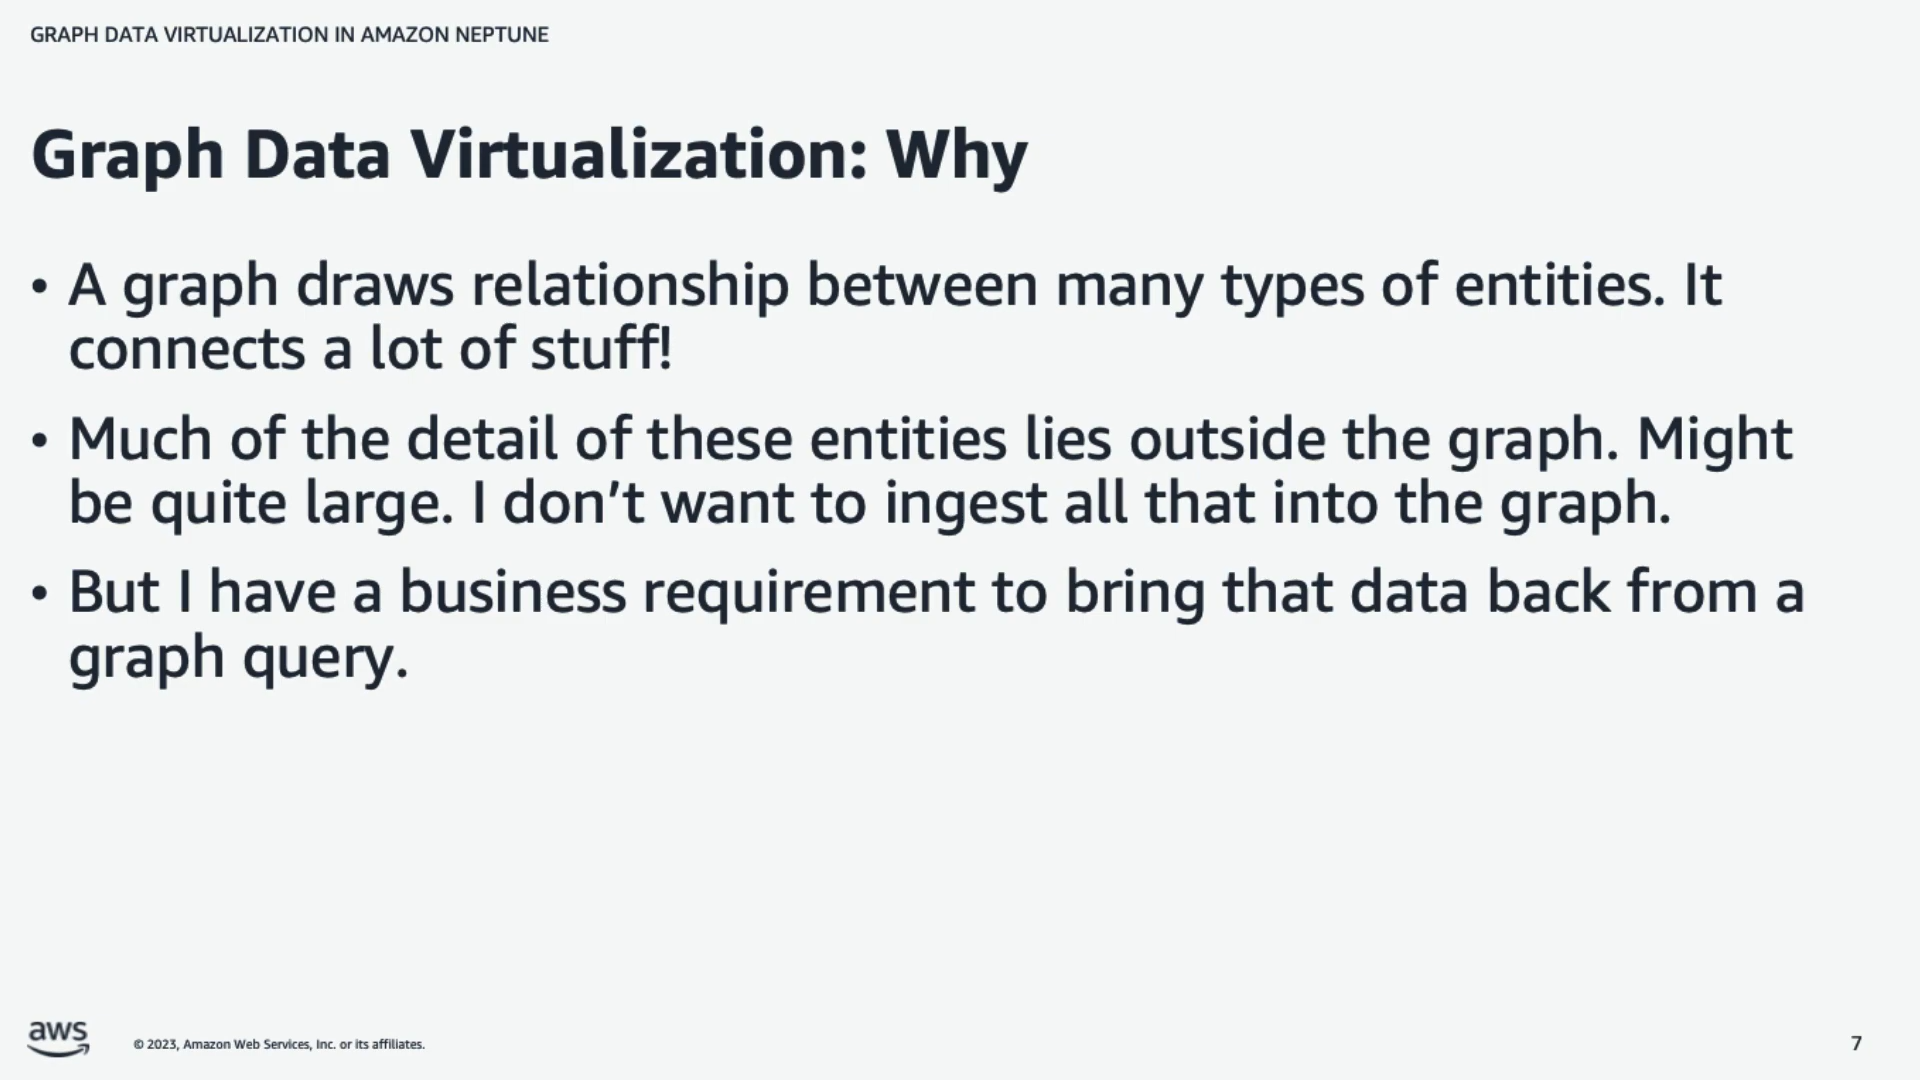 GRAPH DATA VIRTUALIZATION IN AMAZON NEPTUNE
Graph Data Virtualization: Why
• A graph draws relationship between many types of entities. It
connects a lot of stuff!
• Much of the detail of these entities lies outside the graph. Might
be quite large. I don’t want to ingest all that into the graph.
• But I have a business requirement to bring that data back from a
graph query.
aws
© 2023, Amazon Web Services, Inc. or its affiliates.
7